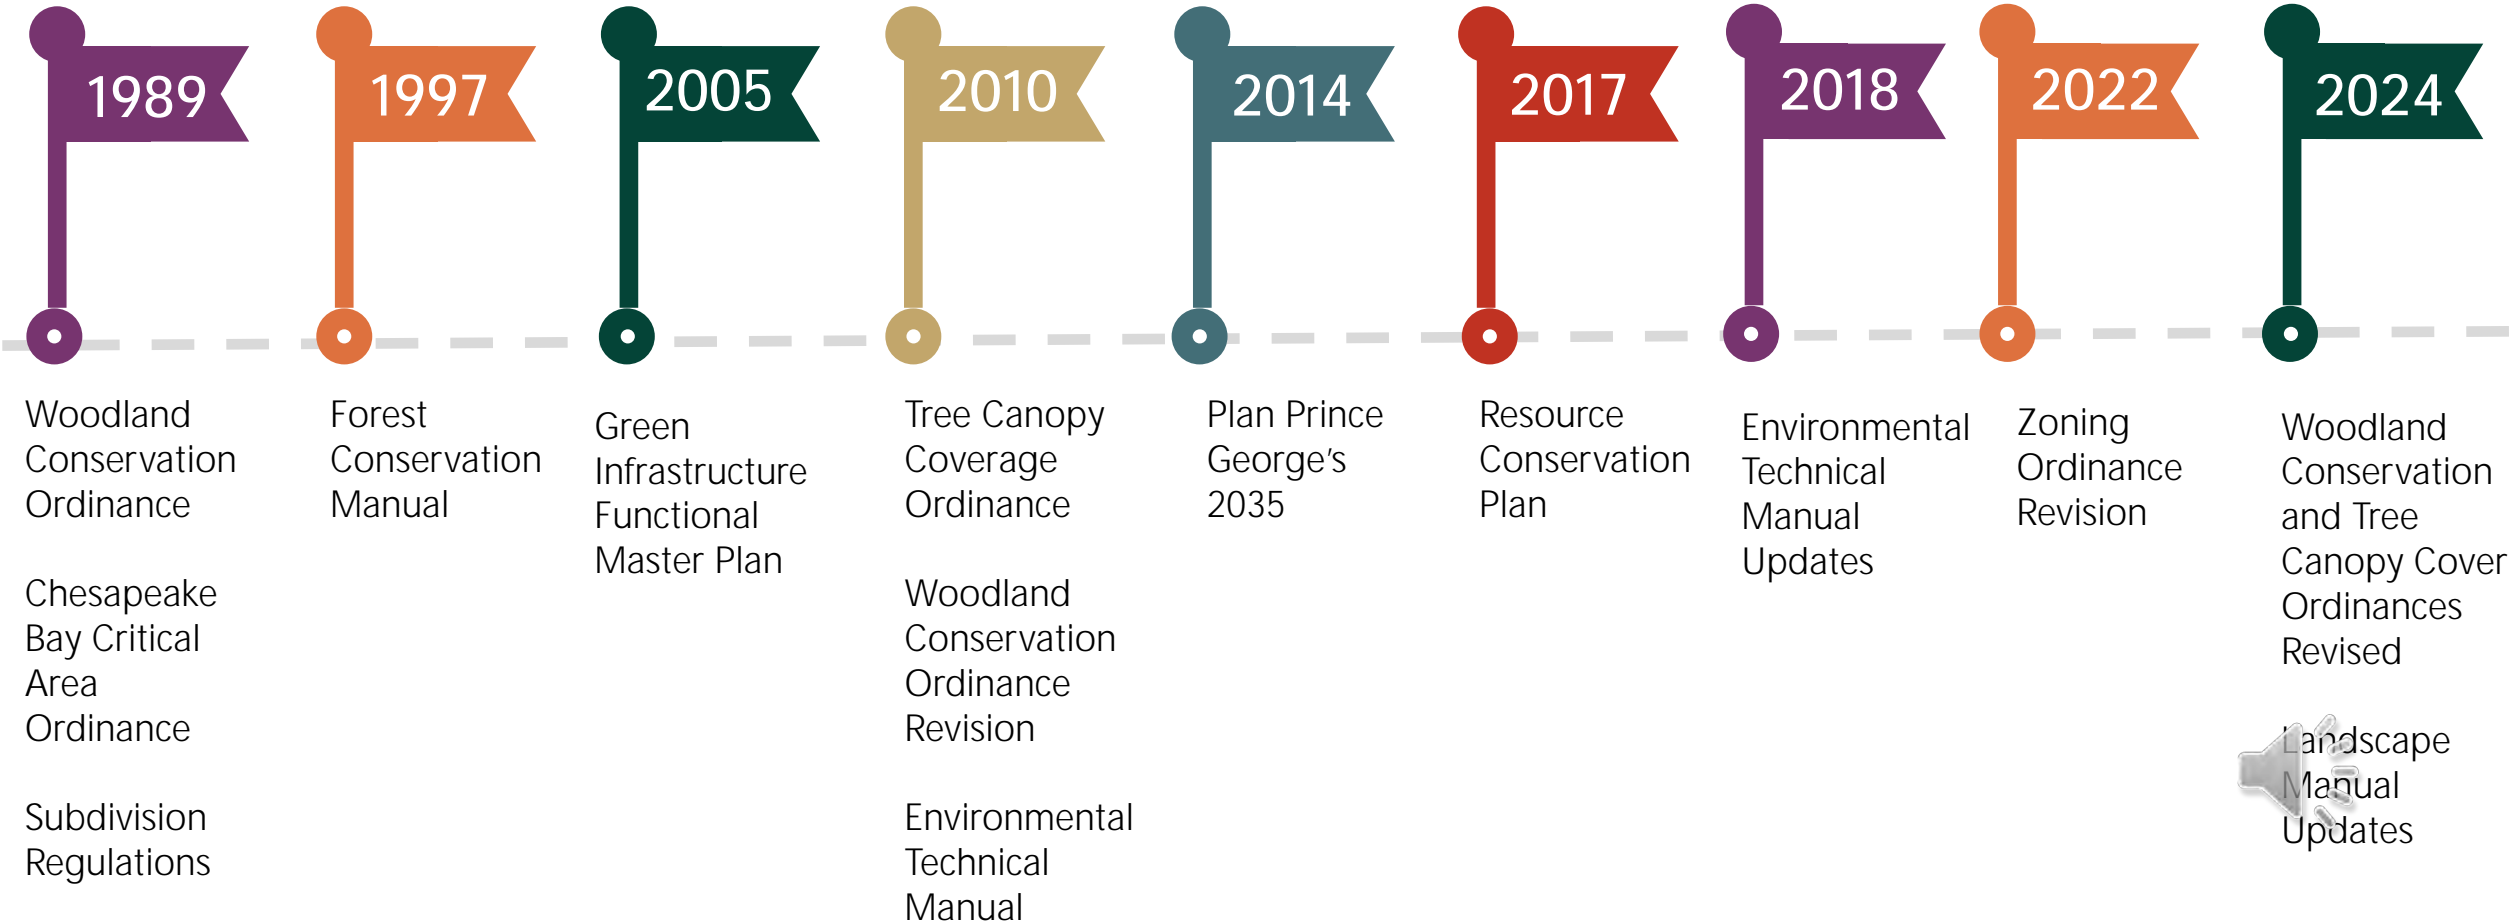 1989
Woodland
Conservation
Ordinance
Chesapeake
Bay Critical
Area
Ordinance
Subdivision
Regulations
1997
Forest
Conservation
Manual
2005
Green
Infrastructure
Functional
Master Plan
2010
Tree Canopy
Coverage
Ordinance
Woodland
Conservation
Ordinance
Revision
Environmental
Technical
Manual
2014
Plan Prince
George’s
2035
2017
Resource
Conservation
Plan
2018
Environmental
Technical
Manual
Updates
2022
Zoning
Ordinance
Revision
2024
Woodland
Conservation
and Tree
Canopy Cover
Ordinances
Revised
Landscape
Manual
Updates